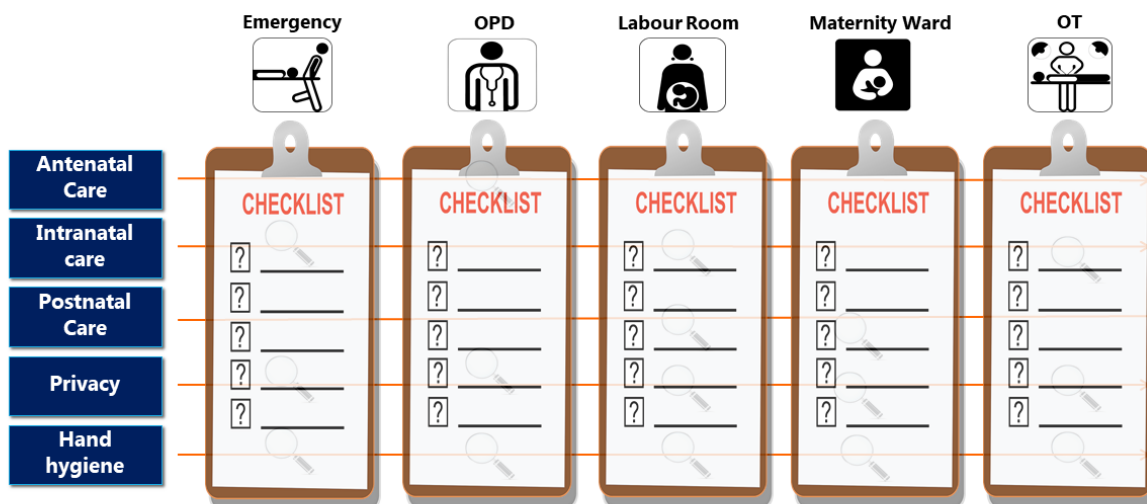 Emergency
OPD
Labour Room
Maternity Ward
OT
Antenatal
Care
Intranatal
care
Postnatal
Care
Privacy
Hand
hygiene
CHECKLIST
?
?
?
?
?
CHECKLIST
?
?
?
?
?
CHECKLIST
?
?
?
?
?
CHECKLIST
?
?
?
?
?
CHECKLIST
?
?
?
?
?